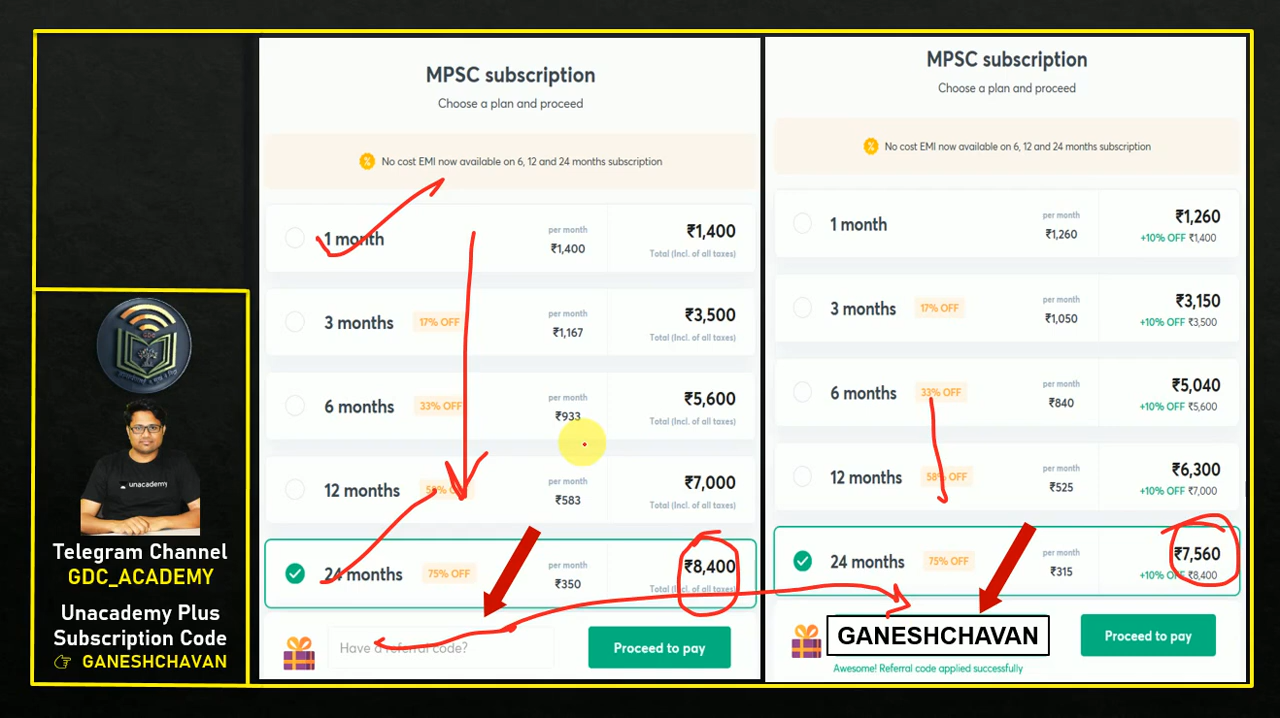 MPSC subscription
Choose a plan and proceed
No cost EMI now available on 6, 12 and 24 months subscription
1 month
per month
₹1,400
₹1,400
Total (Incl. of all taxes)
3 months
17% OFF
per month
₹1,167
₹3,500
Total (Incl. of all taxes)
6 months
33% OFF
per month
₹933
₹5,600
Total (Incl. of all taxes)
12 months
58% OFF
per month
₹583
₹7,000
Total (Incl. of all taxes)
24 months
75% OFF
per month
₹350
₹8,400
Total (Incl. of all taxes)
Have a referral code?
Proceed to pay
MPSC subscription
Choose a plan and proceed
No cost EMI now available on 6, 12 and 24 months subscription
1 month
per month
₹1,260
₹1,260
+10% OFF ₹1,400
3 months
17% OFF
per month
₹1,050
₹3,150
+10% OFF ₹3,500
6 months
33% OFF
per month
₹840
₹5,040
+10% OFF ₹5,600
12 months
58% OFF
per month
₹525
₹6,300
+10% OFF ₹7,000
24 months
75% OFF
per month
₹315
₹7,560
+10% OFF ₹8,400
GANESHCHAVAN
Proceed to pay
Awesome! Referral code applied successfully
unacademy
Telegram Channel
GDC_ACADEMY
Unacademy Plus
Subscription Code
GANESHCHAVAN